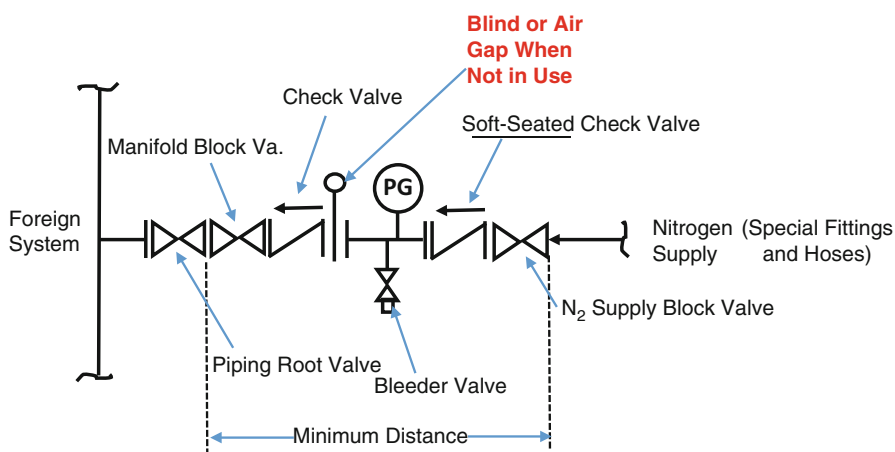 Blind or Air
Gap When
Not in Use
Check Valve
Soft-Seated Check Valve
Manifold Block Va.
PG
Foreign
System
Nitrogen (Special Fittings
Supply and Hoses)
N₂ Supply Block Valve
Piping Root Valve
Bleeder Valve
Minimum Distance